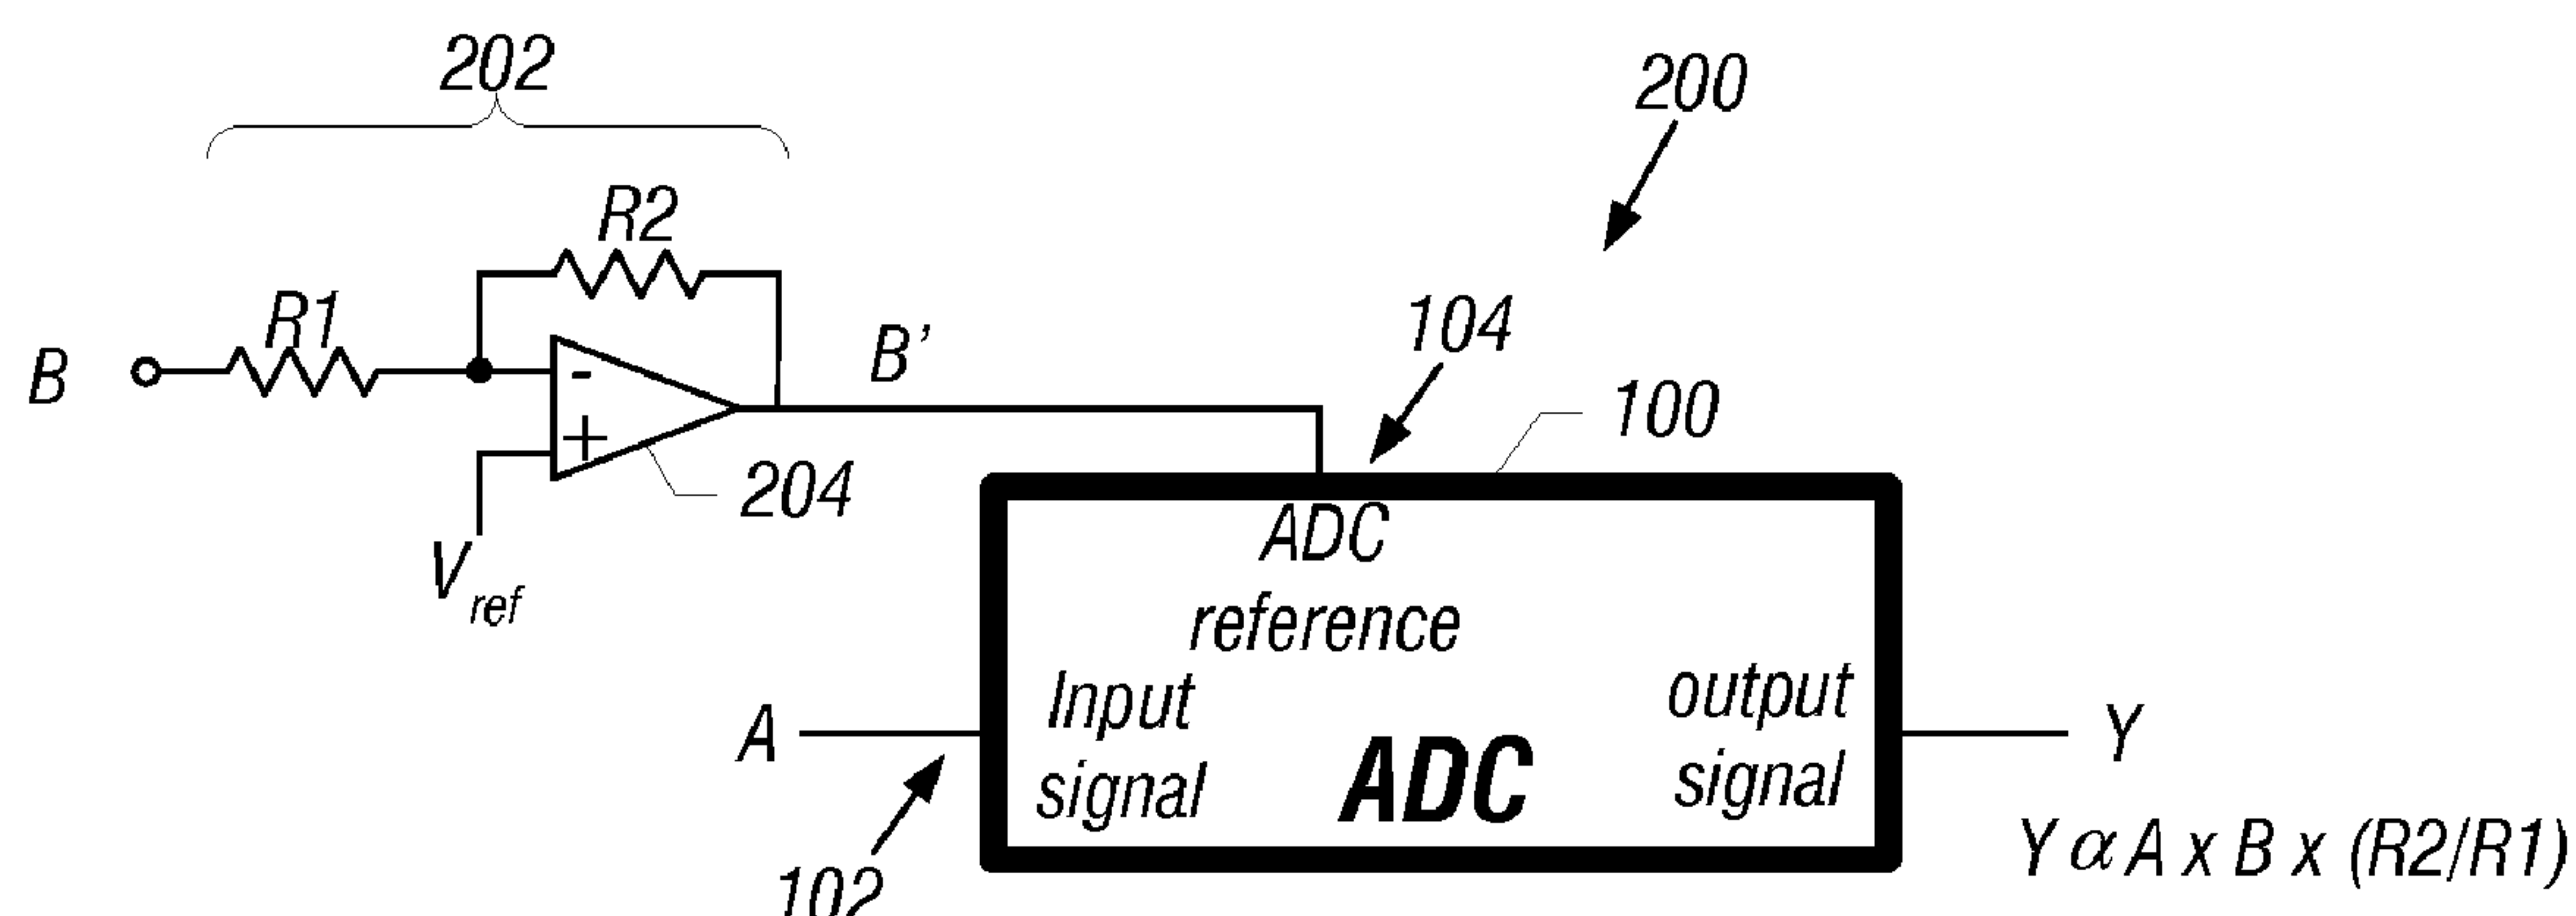 202
200
R2
R1
104
B
B’
100
-
+
204
V ref
ADC
reference
Input
signal
ADC
output
signal
A
Y
102
Y α A x B x (R2/R1)